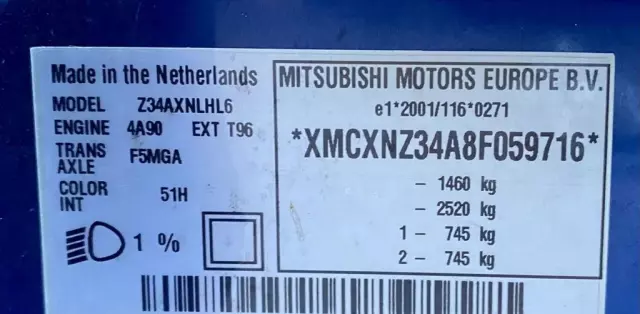 Made in the Netherlands
MODEL Z34AXNLHL6
ENGINE 4A90 EXT T96
TRANS
AXLE F5MGA
COLOR
INT 51H
1 %
MITSUBISHI MOTORS EUROPE B.V.
e1*2001/116*0271
*XMCXNZ34A8F059716*
- 1460 kg
- 2520 kg
1 - 745 kg
2 - 745 kg